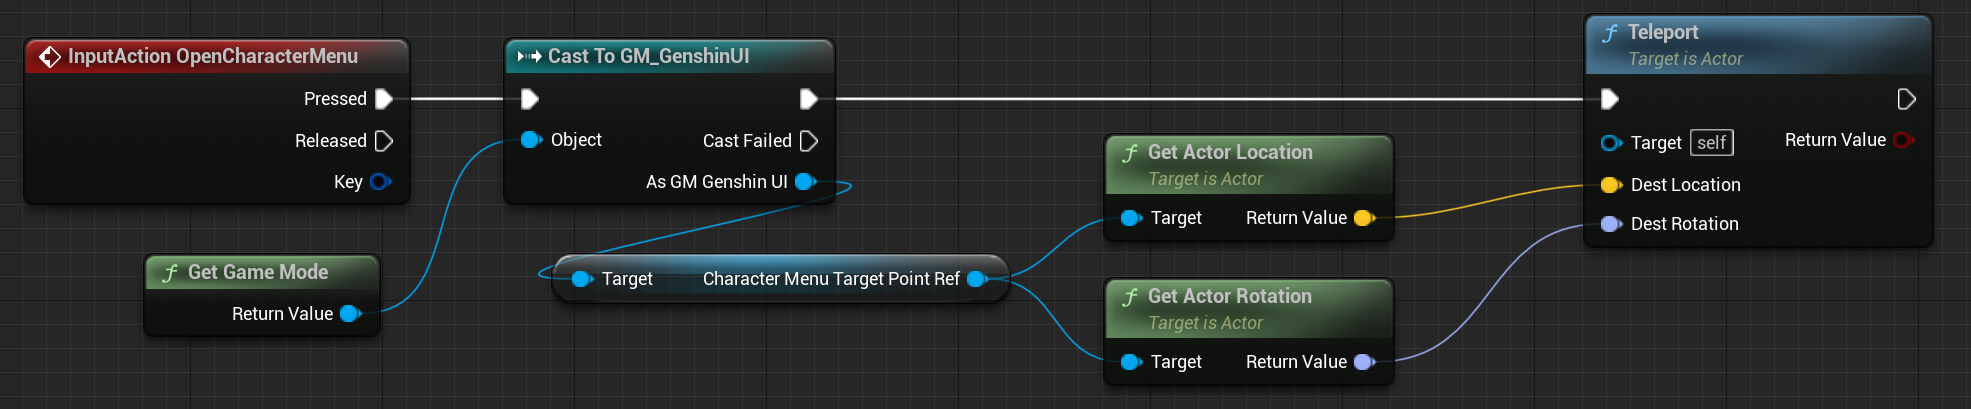 InputAction OpenCharacterMenu
Pressed
Released
Key
Get Game Mode
Return Value
Cast To GM_GenshinUI
Object
Cast Failed
As GM Genshin UI
Target Character Menu Target Point Ref
f Get Actor Location
Target is Actor
Target Return Value
f Get Actor Rotation
Target is Actor
Target Return Value
f Teleport
Target is Actor
Target self Return Value
Dest Location
Dest Rotation